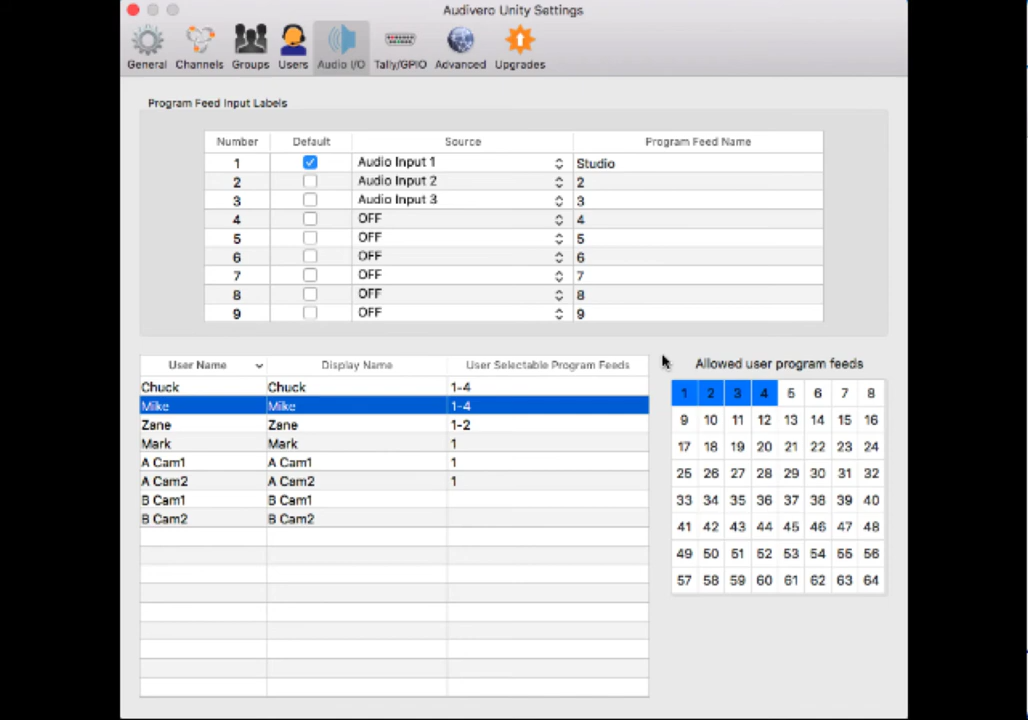 Audivero Unity Settings
General Channels Groups Users Audio I/O Tally/GPIO Advanced Upgrades
Program Feed Input Labels
Number Default Source Program Feed Name
1 Audio Input 1 Studio
2 Audio Input 2 2
3 Audio Input 3 3
4 OFF 4
5 OFF 5
6 OFF 6
7 OFF 7
8 OFF 8
9 OFF 9
User Name Display Name User Selectable Program Feeds
Chuck Chuck 1-4
Mike Mike 1-4
Zane Zane 1-2
Mark Mark 1
A Cam1 A Cam1 1
A Cam2 A Cam2 1
B Cam1 B Cam1
B Cam2 B Cam2
Allowed user program feeds
1 2 3 4 5 6 7 8
9 10 11 12 13 14 15 16
17 18 19 20 21 22 23 24
25 26 27 28 29 30 31 32
33 34 35 36 37 38 39 40
41 42 43 44 45 46 47 48
49 50 51 52 53 54 55 56
57 58 59 60 61 62 63 64